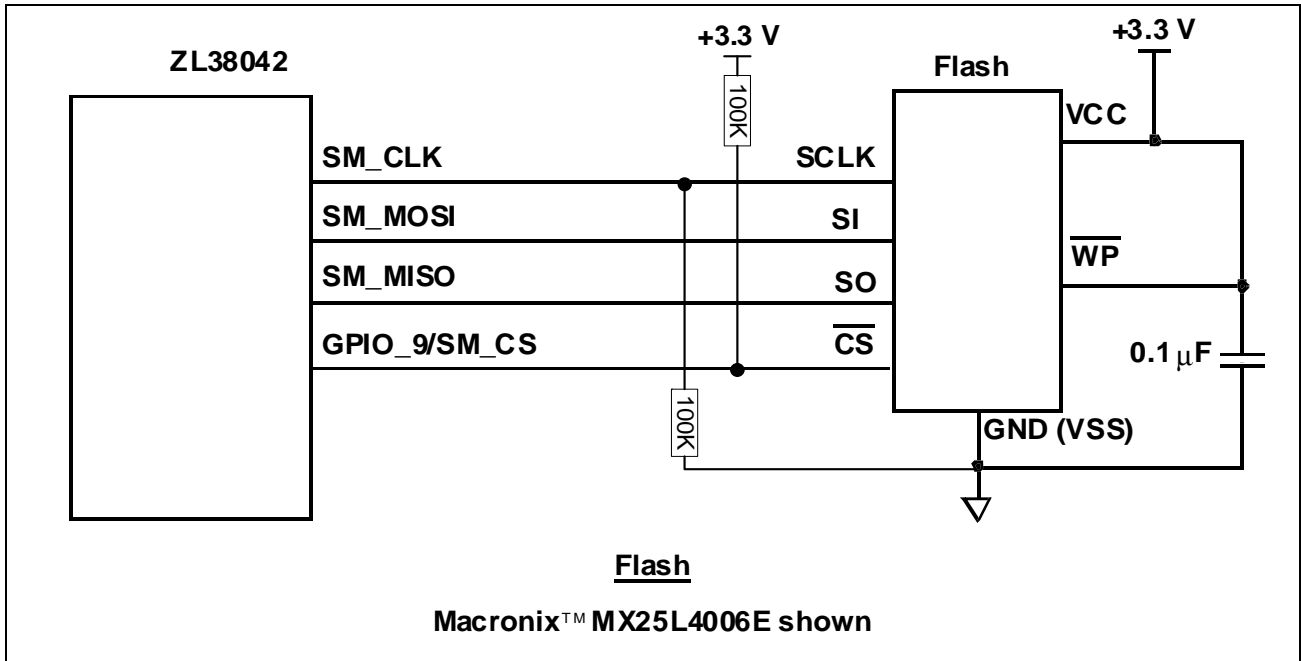 ZL38042
+3.3 V
100K
Flash
+3.3 V
VCC
SM_CLK
SCLK
SM_MOSI
SI
WP
SM_MISO
SO
GPIO_9/SM_CS
CS
0.1 μF
100K
GND (VSS)
Flash
Macronix™ MX25L4006E shown